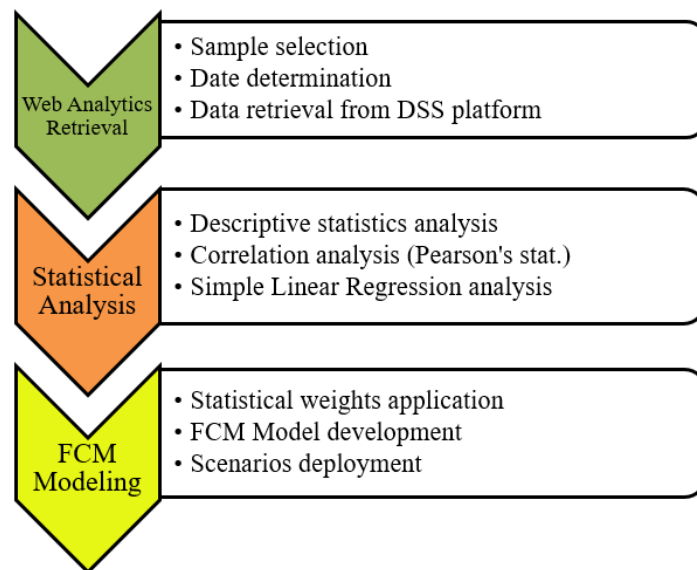 Web Analytics
Retrieval
• Sample selection
• Date determination
• Data retrieval from DSS platform
Statistical
Analysis
• Descriptive statistics analysis
• Correlation analysis (Pearson's stat.)
• Simple Linear Regression analysis
FCM
Modeling
• Statistical weights application
• FCM Model development
• Scenarios deployment